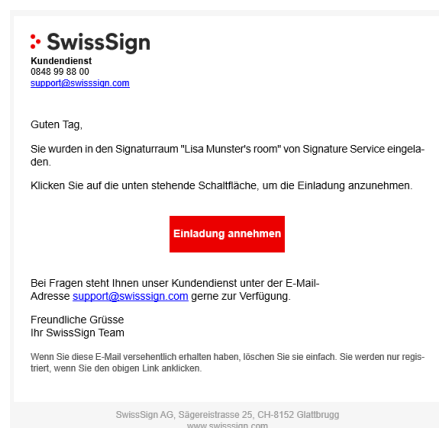 SwissSign
Kundendienst
0848 99 88 00
support@swisssign.com
Guten Tag,
Sie wurden in den Signaturraum "Lisa Munster's room" von Signature Service eingela-
den.
Klicken Sie auf die unten stehende Schaltfläche, um die Einladung anzunehmen.
Einladung annehmen
Bei Fragen steht Ihnen unser Kundendienst unter der E-Mail-
Adresse support@swisssign.com gerne zur Verfügung.
Freundliche Grüsse
Ihr SwissSign Team
Wenn Sie diese E-Mail versehentlich erhalten haben, löschen Sie sie einfach. Sie werden nur regis-
triert, wenn Sie den obigen Link anklicken.
SwissSign AG, Sägereistrasse 25, CH-8152 Glattbrugg
www.swisssign.com